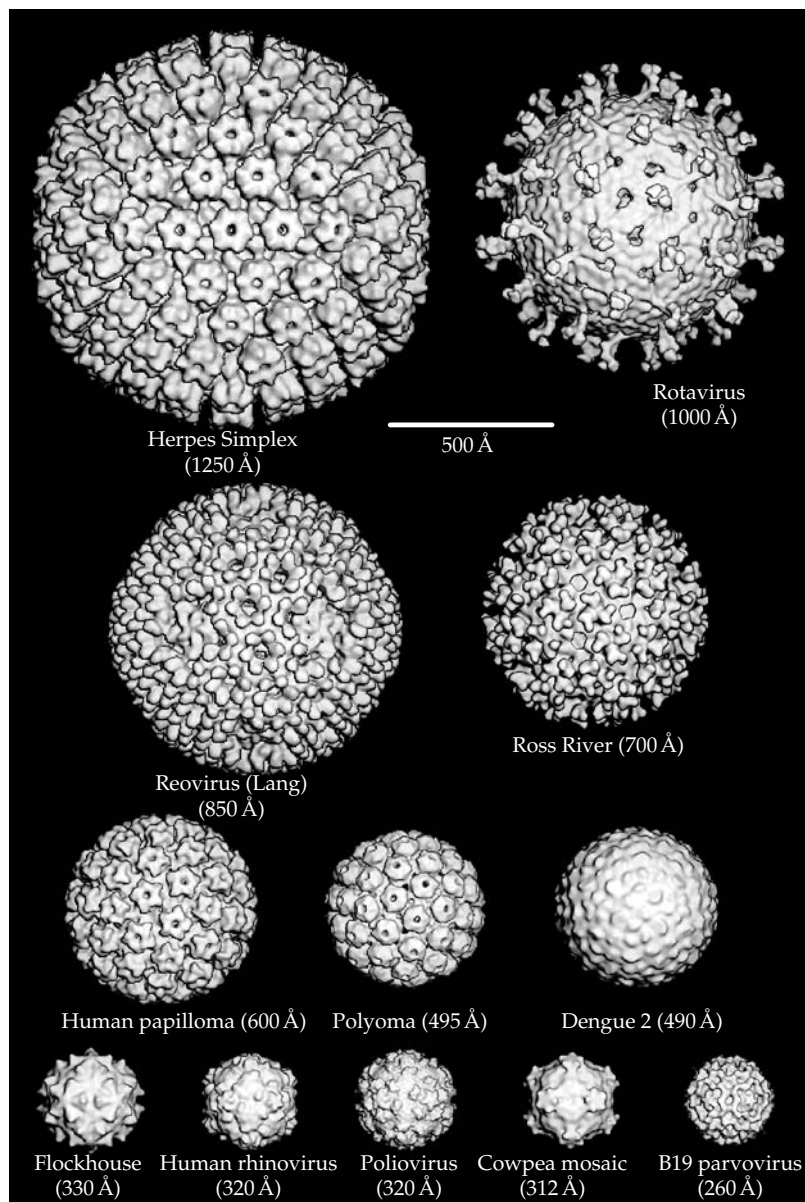 Rotavirus
(1000 Å)
Herpes Simplex
(1250 Å)
500 Å
Ross River (700 Å)
Reovirus (Lang)
(850 Å)
Human papilloma (600 Å)
Polyoma (495 Å)
Dengue 2 (490 Å)
Flockhouse
(330 Å)
Human rhinovirus
(320 Å)
Poliovirus
(320 Å)
Cowpea mosaic
(312 Å)
B19 parvovirus
(260 Å)